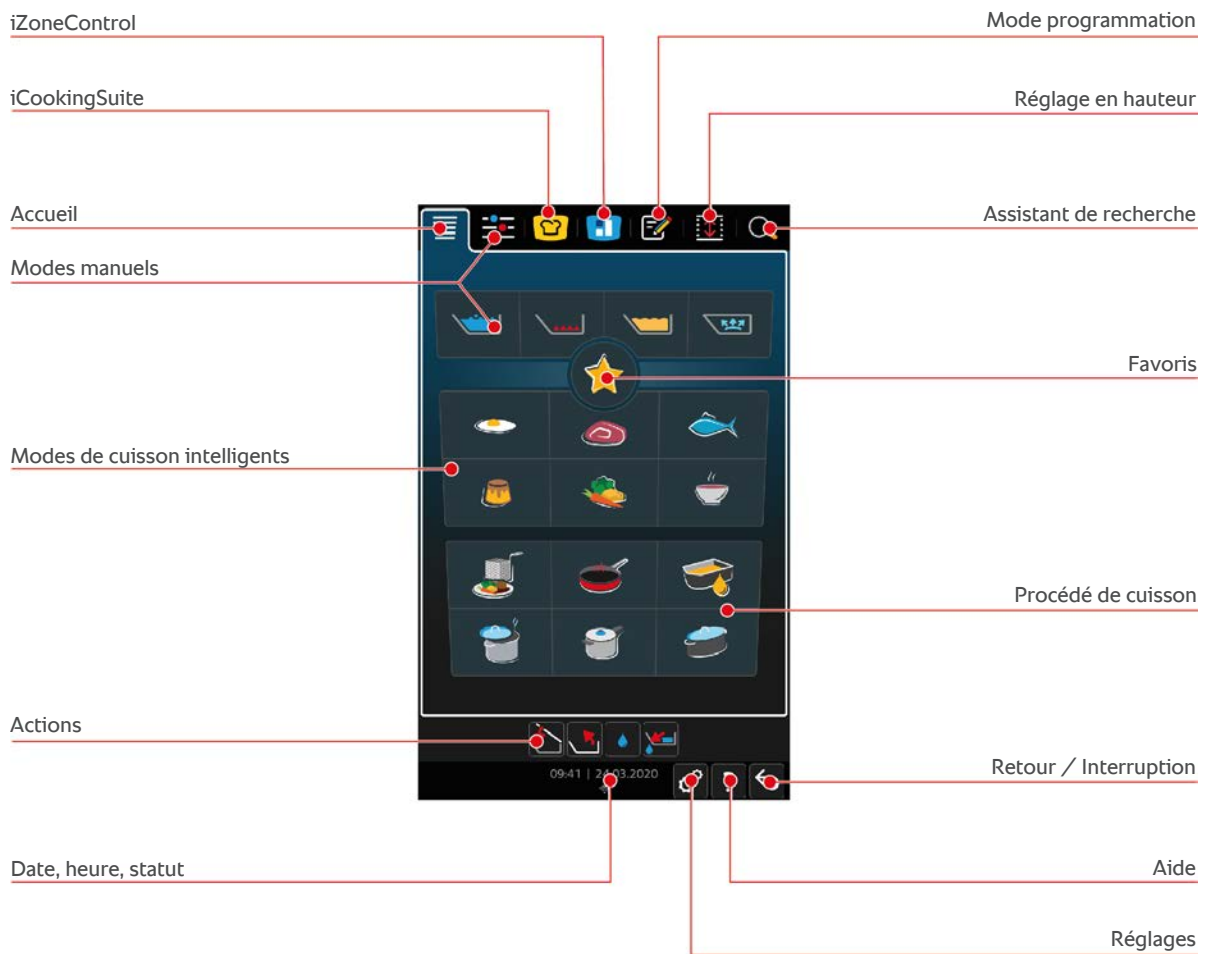 iZoneControl
Mode programmation
iCookingSuite
Réglage en hauteur
Accueil
Assistant de recherche
Modes manuels
Favoris
Modes de cuisson intelligents
Procédé de cuisson
Actions
09:41 | 24.03.2020
Retour / Interruption
Date, heure, statut
Aide
Réglages